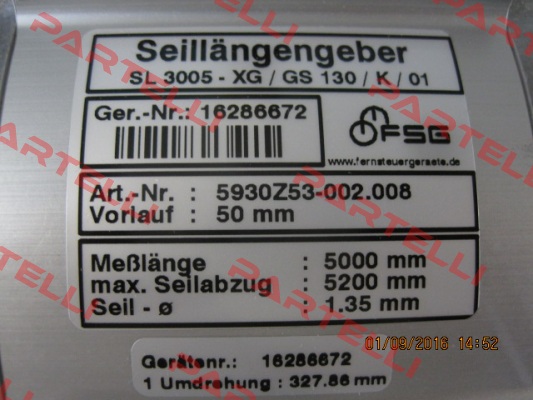 Seillängengeber
SL 3005 - XG / GS 130 / K / 01
Ger.-Nr.: 16286672
FSG
www.fernsteuergeraete.de
Art.-Nr. : 5930Z53-002.008
Vorlauf : 50 mm
Meßlänge : 5000 mm
max. Seilabzug : 5200 mm
Seil - ø : 1.35 mm
01/09/2016 14:52
Gerätenr.: 16286672
1 Umdrehung : 327.86 mm
PARTELLI
PARTELLI
PARTELLI
PARTELLI
PARTELLI